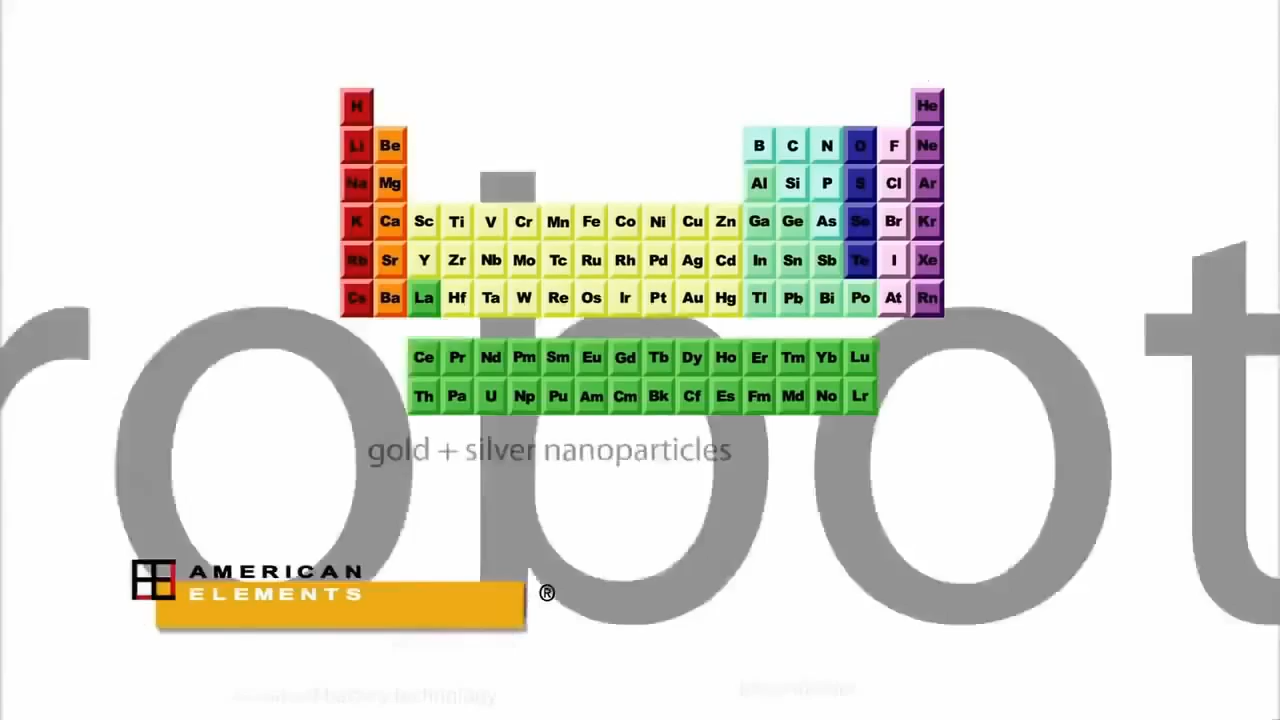 H He
Li Be B C N O F Ne
Na Mg Al Si P S Cl Ar
K Ca Sc Ti V Cr Mn Fe Co Ni Cu Zn Ga Ge As Se Br Kr
Rb Sr Y Zr Nb Mo Tc Ru Rh Pd Ag Cd In Sn Sb Te I Xe
Cs Ba La Hf Ta W Re Os Ir Pt Au Hg Tl Pb Bi Po At Rn
Ce Pr Nd Pm Sm Eu Gd Tb Dy Ho Er Tm Yb Lu
Th Pa U Np Pu Am Cm Bk Cf Es Fm Md No Lr
robot
gold + silver nanoparticles
AMERICAN
ELEMENTS ®
battery technology